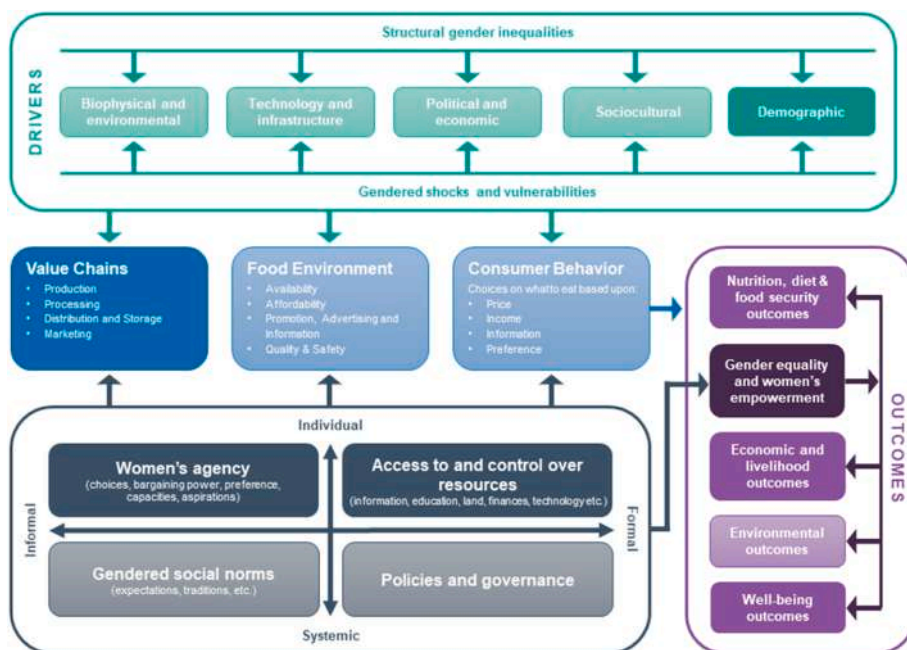 Structural gender inequalities
DRIVERS
Biophysical and
environmental
Technology and
infrastructure
Political and
economic
Sociocultural
Demographic
Gendered shocks and vulnerabilities
Value Chains
• Production
• Processing
• Distribution and Storage
• Marketing
Food Environment
• Availability
• Affordability
• Promotion, Advertising and
Information
• Quality & Safety
Consumer Behavior
Choices on what to eat based upon:
• Price
• Income
• Information
• Preference
Nutrition, diet &
food security
outcomes
Gender equality
and women's
empowerment
Economic and
livelihood
outcomes
Environmental
outcomes
Well-being
outcomes
OUTCOMES
Individual
Informal
Women's agency
(choices, bargaining power, preference,
capacities, aspirations)
Access to and control over
resources
(information, education, land, finances, technology etc.)
Formal
Gendered social norms
(expectations, traditions, etc.)
Policies and governance
Systemic